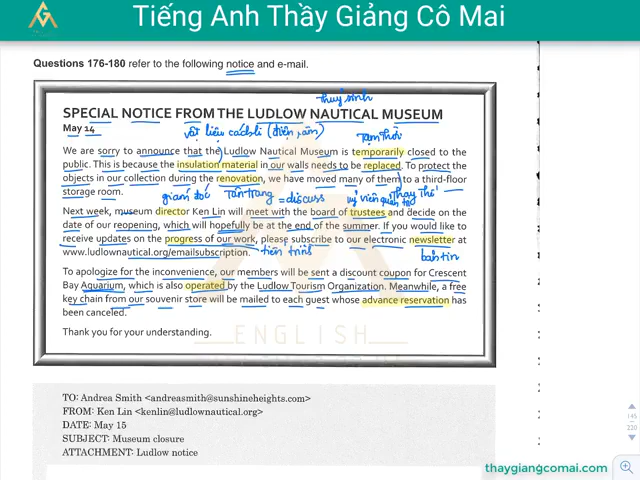 Tiếng Anh Thầy Giảng Cô Mai
Questions 176-180 refer to the following notice and e-mail.
thuỷ sinh
SPECIAL NOTICE FROM THE LUDLOW NAUTICAL MUSEUM
May 14
vật liệu cách li (điện, âm)
tạm thời
We are sorry to announce that the Ludlow Nautical Museum is temporarily closed to the
public. This is because the insulation material in our walls needs to be replaced. To protect the
objects in our collection during the renovation, we have moved many of them to a third-floor
storage room.
giám đốc
tân trang
=discuss
uỷ viên quản trị
thay thế
Next week, museum director Ken Lin will meet with the board of trustees and decide on the
date of our reopening, which will hopefully be at the end of the summer. If you would like to
receive updates on the progress of our work, please subscribe to our electronic newsletter at
www.ludlownautical.org/emailsubscription.
tiến trình
bản tin
To apologize for the inconvenience, our members will be sent a discount coupon for Crescent
Bay Aquarium, which is also operated by the Ludlow Tourism Organization. Meanwhile, a free
key chain from our souvenir store will be mailed to each guest whose advance reservation has
been canceled.
Thank you for your understanding.
ENGLISH
TO: Andrea Smith <andreasmith@sunshineheights.com>
FROM: Ken Lin <kenlin@ludlownautical.org>
DATE: May 15
SUBJECT: Museum closure
ATTACHMENT: Ludlow notice
145
220
thaygiangcomai.com